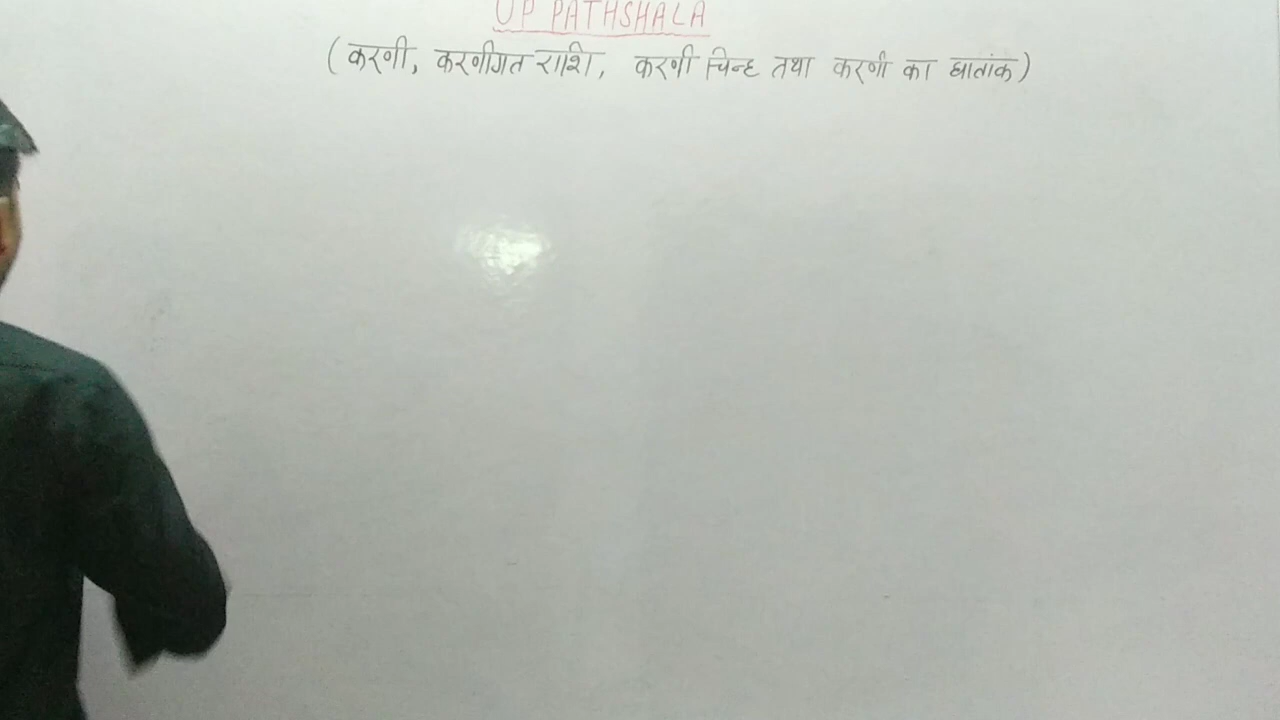 UP PATHSHALA
(करणी, करणीगत राशि, करणी चिन्ह तथा करणी का घातांक)